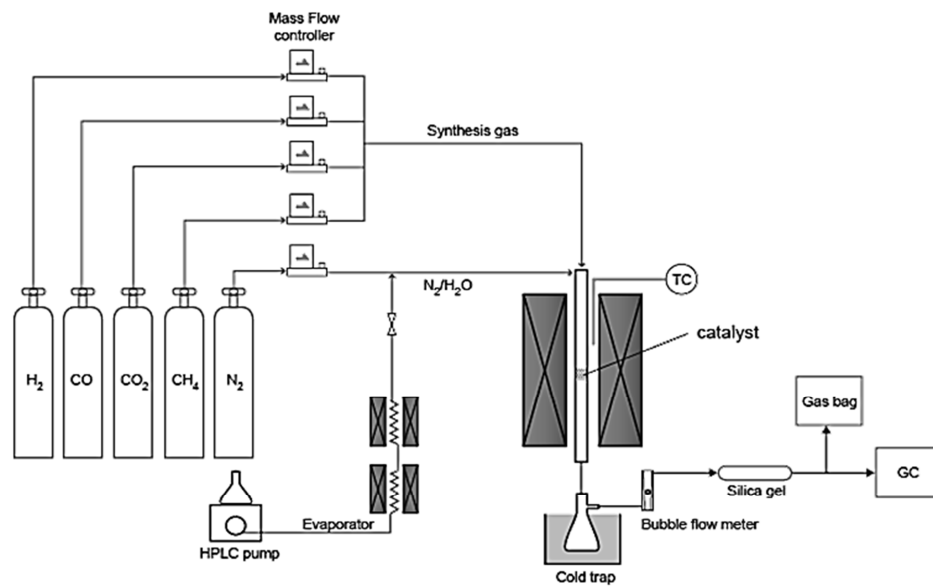 Mass Flow
controller
Synthesis gas
N₂/H₂O
TC
catalyst
H₂
CO
CO₂
CH₄
N₂
Gas bag
GC
Silica gel
Bubble flow meter
Evaporator
HPLC pump
Cold trap